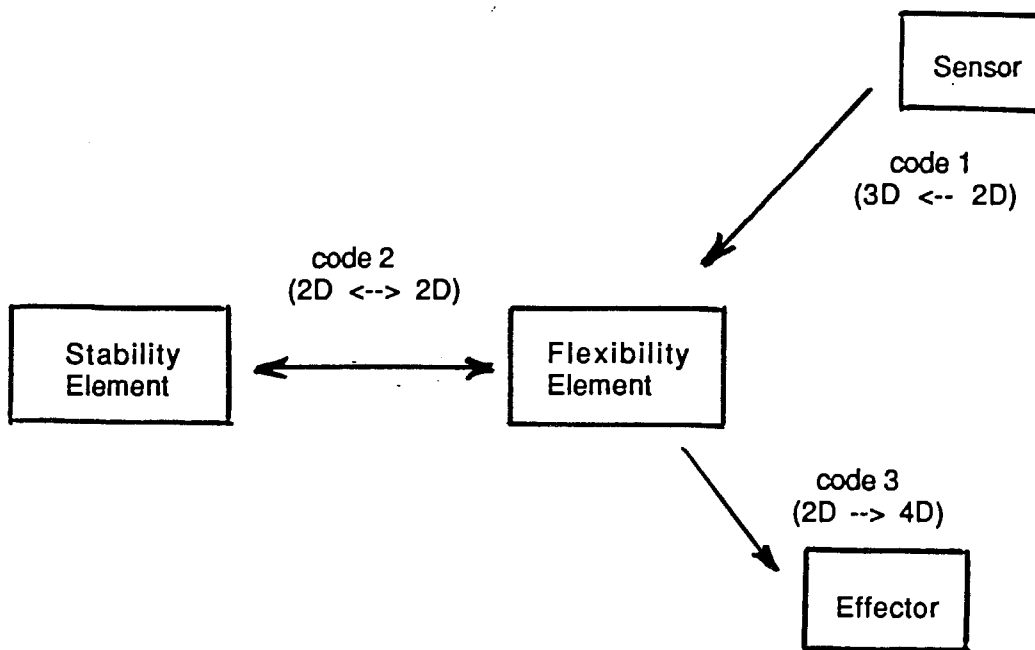 Sensor
code 1
(3D <-- 2D)
code 2
(2D <--> 2D)
Stability
Element
Flexibility
Element
code 3
(2D --> 4D)
Effector